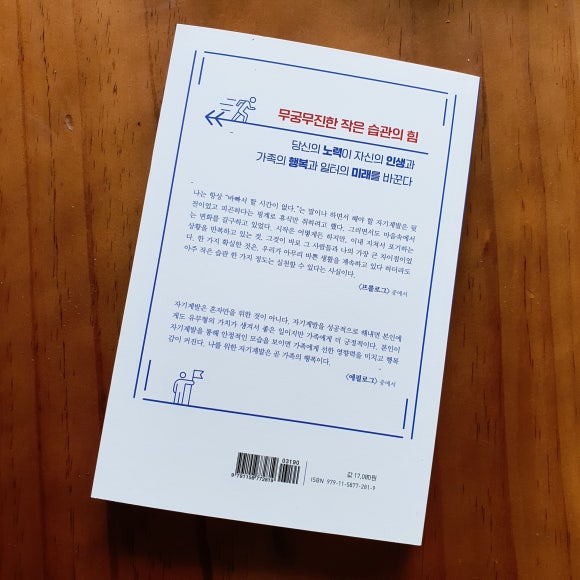 무궁무진한 작은 습관의 힘
당신의 노력이 자신의 인생과
가족의 행복과 일터의 미래를 바꾼다
나는 항상 "바빠서 할 시간이 없다."는 말이나 하면서 해야 할 자기계발은 뒷
전이었고 피곤하다는 핑계로 휴식만 취하려고 했다. 그러면서도 마음속에서
는 변화를 갈구하고 있었다. 시작은 어떻게든 하지만, 이내 지쳐서 포기하는
상황을 반복하고 있는 것, 그것이 바로 그 사람들과 나의 가장 큰 차이점이었
다. 한 가지 확실한 것은, 우리가 아무리 바쁜 생활을 계속하고 있다 하더라도
아주 작은 습관 한 가지 정도는 실천할 수 있다는 사실이다.
<프롤로그> 중에서
자기계발은 혼자만을 위한 것이 아니다. 자기계발을 성공적으로 해내면 본인에
게도 유무형의 가치가 생겨서 좋은 일이지만 가족에게 더 긍정적이다. 본인이
자기계발을 통해 안정적인 모습을 보이면 가족에게 선한 영향력을 미치고 행복
감이 커진다. 나를 위한 자기계발은 곧 가족의 행복이다.
<에필로그> 중에서
03190
9 791158 772819
값 17,000원
ISBN 979-11-5877-281-9